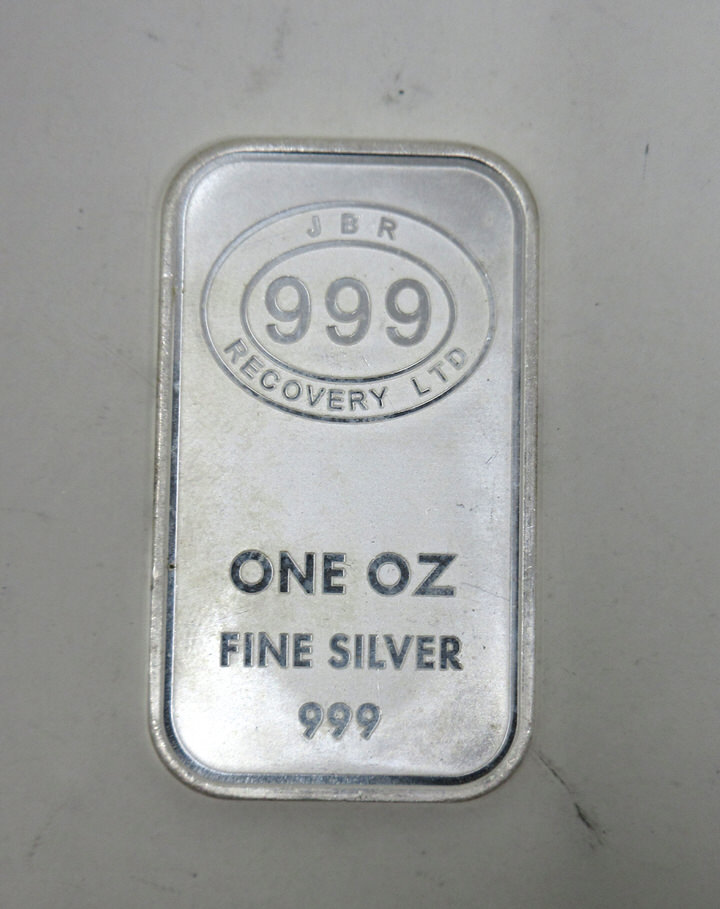 JBR
999
RECOVERY LTD
ONE OZ
FINE SILVER
999